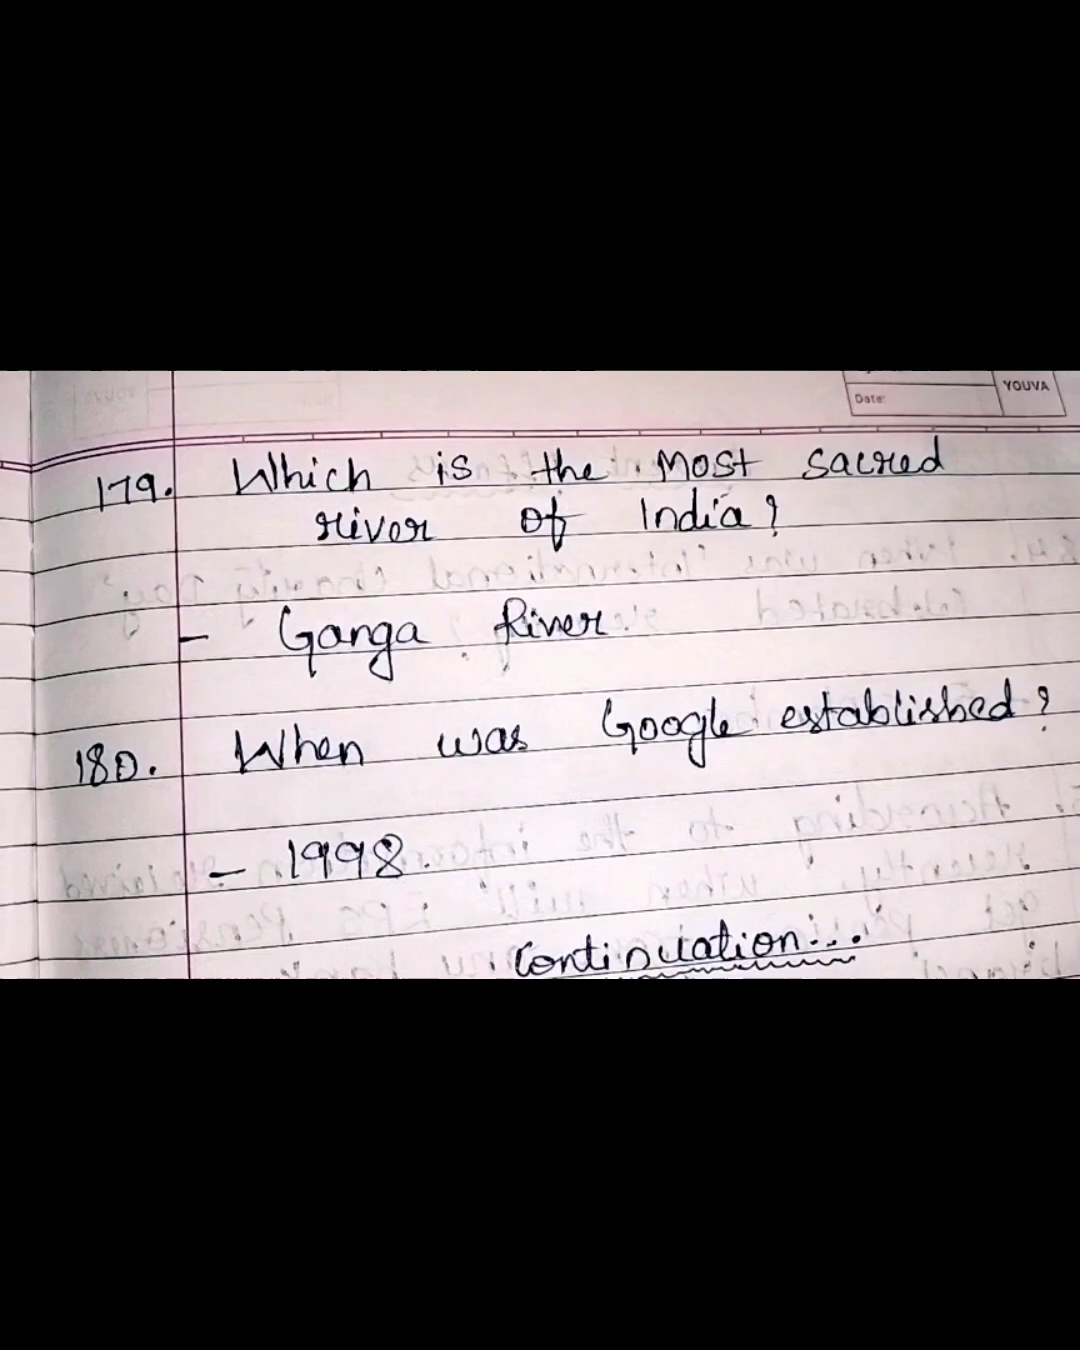 YOUVA
Date:
179. Which is the Most sacred
river of India?
- Ganga River.
180. When was Google established?
- 1998.
Continuation...